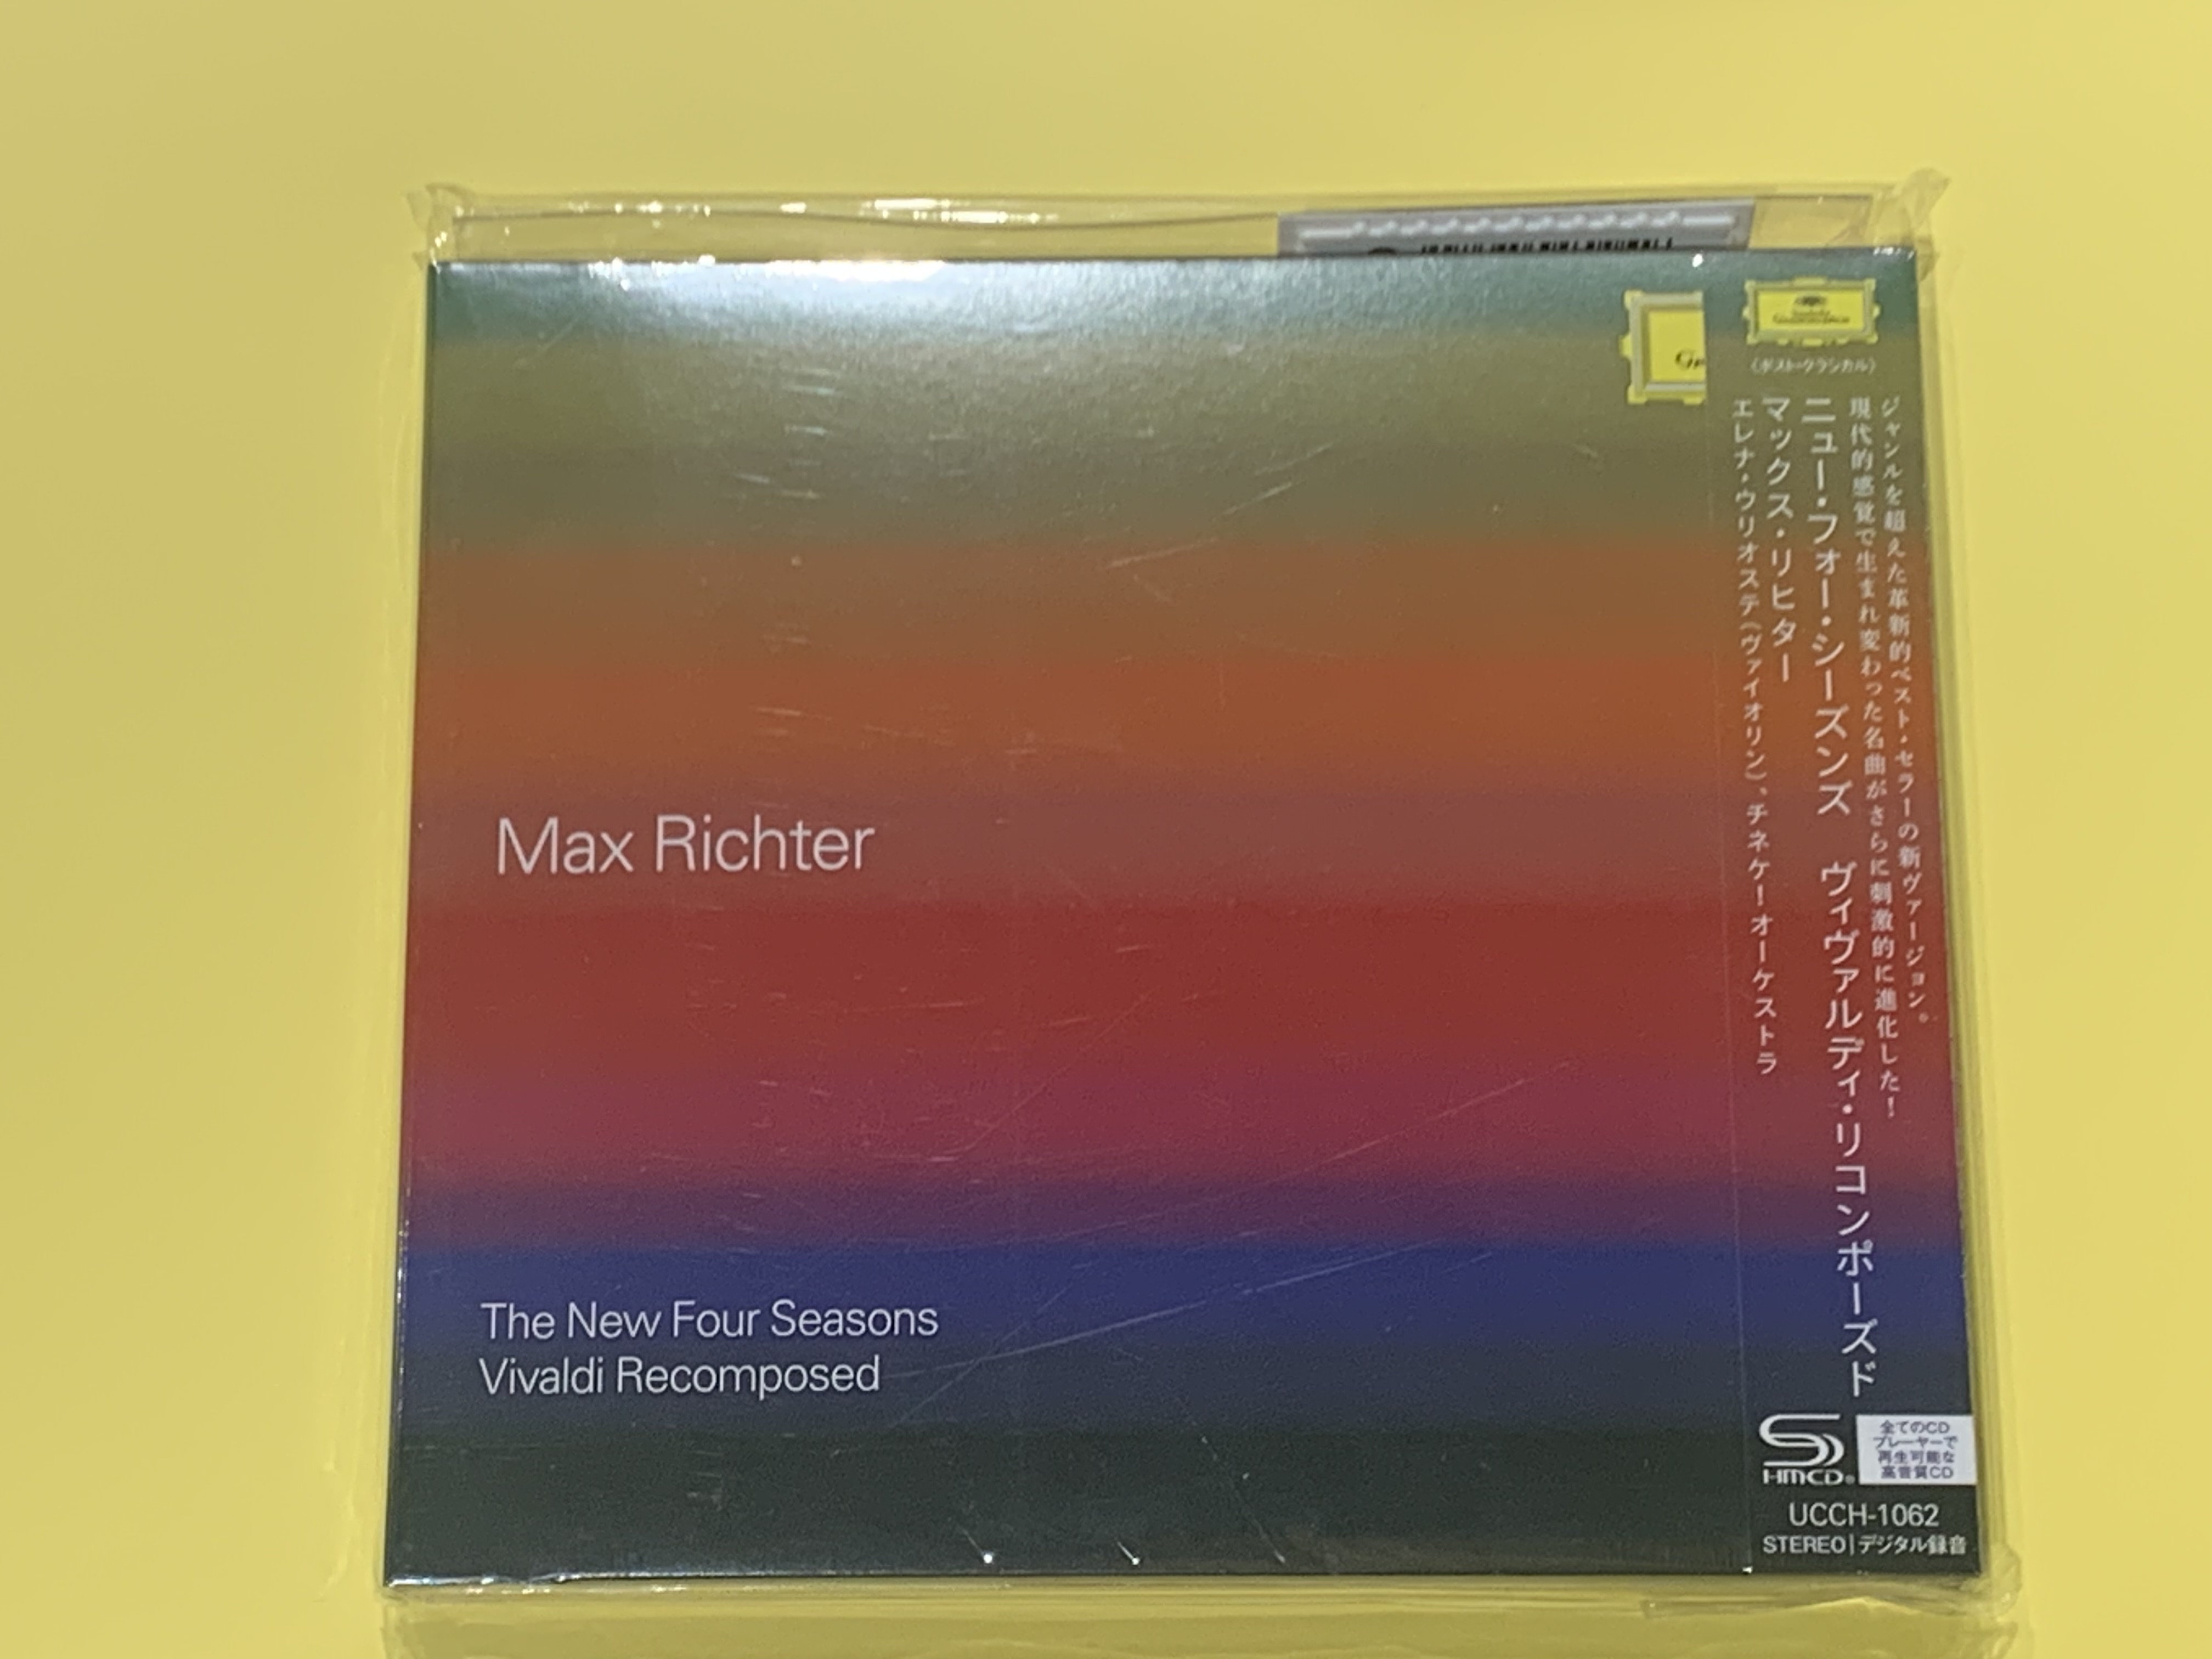 Max Richter
The New Four Seasons
Vivaldi Recomposed
〈ポスト・クラシカル〉
ジャンルを超えた革新的ベスト・セラーの新ヴァージョン。
現代的感覚で生まれ変わった名曲がさらに刺激的に進化した!
ニュー・フォー・シーズンズ ヴィヴァルディ・リコンポーズド
マックス・リヒター
エレナ・ウリオステ(ヴァイオリン)、チネケ!オーケストラ
SHMCD
全てのCD
プレーヤーで
再生可能な
高音質CD
UCCH-1062
STEREO|デジタル録音